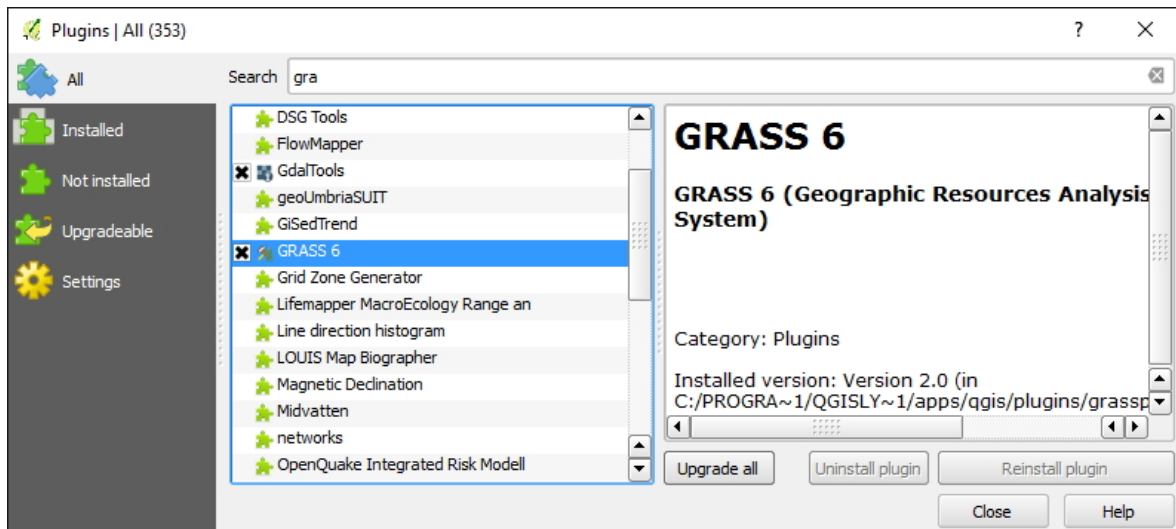 Plugins | All (353)
?
All
Installed
Not installed
Upgradeable
Settings
Search gra
DSG Tools
FlowMapper
GdalTools
geoUmbriaSUIT
GiSedTrend
GRASS 6
Grid Zone Generator
Lifemapper MacroEcology Range an
Line direction histogram
LOUIS Map Biographer
Magnetic Declination
Midvatten
networks
OpenQuake Integrated Risk Modell
GRASS 6
GRASS 6 (Geographic Resources Analysis
System)
Category: Plugins
Installed version: Version 2.0 (in
C:/PROGRA~1/QGISLY~1/apps/qgis/plugins/grassp
Upgrade all Uninstall plugin Reinstall plugin
Close Help